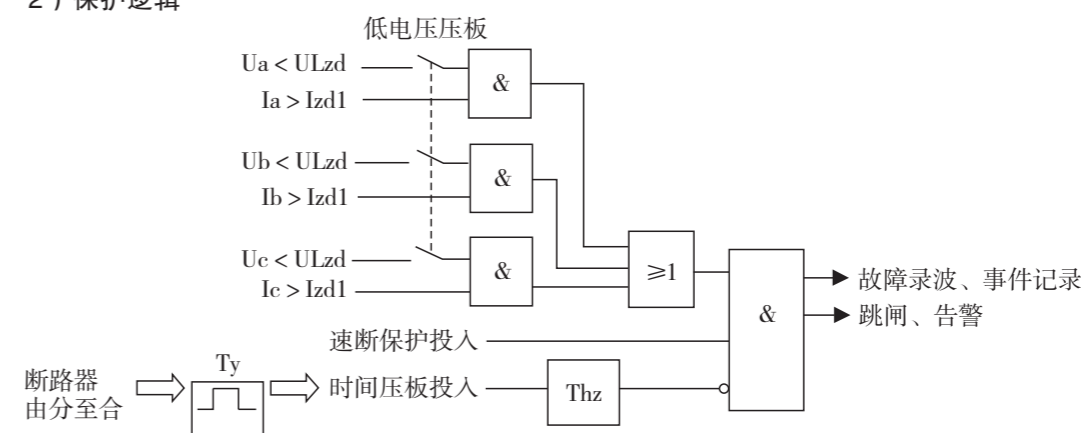 2）保护逻辑
低电压压板
Ua < ULzd
&
Ia > Izd1
Ub < ULzd
&
Ib > Izd1
Uc < ULzd
&
Ic > Izd1
≥1
&
故障录波、事件记录
跳闸、告警
速断保护投入
断路器
由分至合
Ty
时间压板投入
Thz